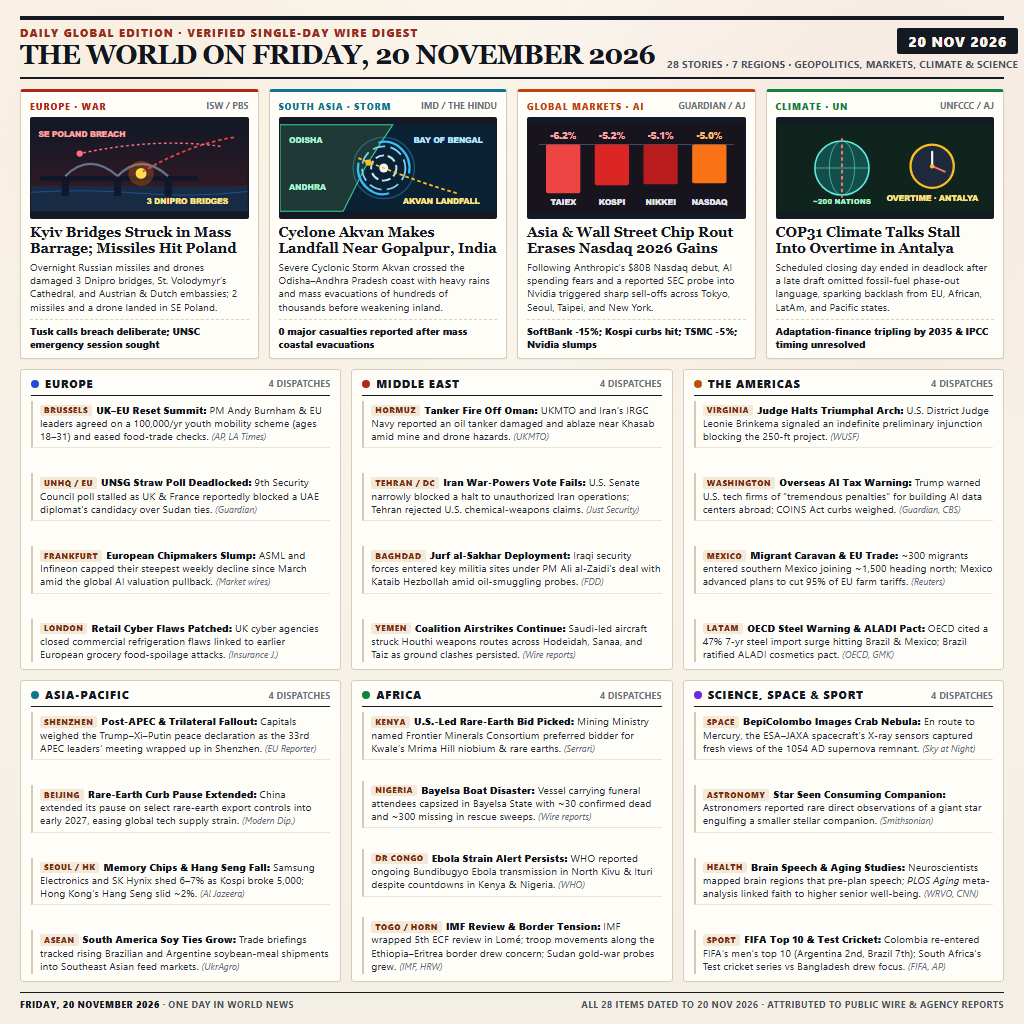 DAILY GLOBAL EDITION · VERIFIED SINGLE-DAY WIRE DIGEST
THE WORLD ON FRIDAY, 20 NOVEMBER 2026
20 NOV 2026
28 STORIES · 7 REGIONS · GEOPOLITICS, MARKETS, CLIMATE & SCIENCE
EUROPE · WAR
ISW / PBS
SE POLAND BREACH
3 DNIPRO BRIDGES
Kyiv Bridges Struck in Mass
Barrage; Missiles Hit Poland
Overnight Russian missiles and drones
damaged 3 Dnipro bridges, St. Volodymyr's
Cathedral, and Austrian & Dutch embassies; 2
missiles and a drone landed in SE Poland.
Tusk calls breach deliberate; UNSC
emergency session sought
SOUTH ASIA · STORM
IMD / THE HINDU
ODISHA
BAY OF BENGAL
ANDHRA
AKVAN LANDFALL
Cyclone Akvan Makes
Landfall Near Gopalpur, India
Severe Cyclonic Storm Akvan crossed the
Odisha–Andhra Pradesh coast with heavy rains
and mass evacuations of hundreds of
thousands before weakening inland.
0 major casualties reported after mass
coastal evacuations
GLOBAL MARKETS · AI
GUARDIAN / AJ
-6.2%
-5.2%
-5.1%
-5.0%
TAIEX
KOSPI
NIKKEI
NASDAQ
Asia & Wall Street Chip Rout
Erases Nasdaq 2026 Gains
Following Anthropic's $80B Nasdaq debut, AI
spending fears and a reported SEC probe into
Nvidia triggered sharp sell-offs across Tokyo,
Seoul, Taipei, and New York.
SoftBank -15%; Kospi curbs hit; TSMC -5%;
Nvidia slumps
CLIMATE · UN
UNFCCC / AJ
~200 NATIONS
OVERTIME · ANTALYA
COP31 Climate Talks Stall
Into Overtime in Antalya
Scheduled closing day ended in deadlock after
a late draft omitted fossil-fuel phase-out
language, sparking backlash from EU, African,
LatAm, and Pacific states.
Adaptation-finance tripling by 2035 & IPCC
timing unresolved
EUROPE
4 DISPATCHES
BRUSSELS UK–EU Reset Summit: PM Andy Burnham & EU
leaders agreed on a 100,000/yr youth mobility scheme (ages
18–31) and eased food-trade checks. (AP, LA Times)
UNHQ / EU UNSG Straw Poll Deadlocked: 9th Security
Council poll stalled as UK & France reportedly blocked a UAE
diplomat's candidacy over Sudan ties. (Guardian)
FRANKFURT European Chipmakers Slump: ASML and
Infineon capped their steepest weekly decline since March
amid the global AI valuation pullback. (Market wires)
LONDON Retail Cyber Flaws Patched: UK cyber agencies
closed commercial refrigeration flaws linked to earlier
European grocery food-spoilage attacks. (Insurance J.)
MIDDLE EAST
4 DISPATCHES
HORMUZ Tanker Fire Off Oman: UKMTO and Iran's IRGC
Navy reported an oil tanker damaged and ablaze near Khasab
amid mine and drone hazards. (UKMTO)
TEHRAN / DC Iran War-Powers Vote Fails: U.S. Senate
narrowly blocked a halt to unauthorized Iran operations;
Tehran rejected U.S. chemical-weapons claims. (Just Security)
BAGHDAD Jurf al-Sakhar Deployment: Iraqi security
forces entered key militia sites under PM Ali al-Zaidi's deal with
Kataib Hezbollah amid oil-smuggling probes. (FDD)
YEMEN Coalition Airstrikes Continue: Saudi-led aircraft
struck Houthi weapons routes across Hodeidah, Sanaa, and
Taiz as ground clashes persisted. (Wire reports)
THE AMERICAS
4 DISPATCHES
VIRGINIA Judge Halts Triumphal Arch: U.S. District Judge
Leonie Brinkema signaled an indefinite preliminary injunction
blocking the 250-ft project. (WUSF)
WASHINGTON Overseas AI Tax Warning: Trump warned
U.S. tech firms of "tremendous penalties" for building AI data
centers abroad; COINS Act curbs weighed. (Guardian, CBS)
MEXICO Migrant Caravan & EU Trade: ~300 migrants
entered southern Mexico joining ~1,500 heading north; Mexico
advanced plans to cut 95% of EU farm tariffs. (Reuters)
LATAM OECD Steel Warning & ALADI Pact: OECD cited a
47% 7-yr steel import surge hitting Brazil & Mexico; Brazil
ratified ALADI cosmetics pact. (OECD, GMK)
ASIA-PACIFIC
4 DISPATCHES
SHENZHEN Post-APEC & Trilateral Fallout: Capitals
weighed the Trump–Xi–Putin peace declaration as the 33rd
APEC leaders' meeting wrapped up in Shenzhen. (EU Reporter)
BEIJING Rare-Earth Curb Pause Extended: China
extended its pause on select rare-earth export controls into
early 2027, easing global tech supply strain. (Modern Dip.)
SEOUL / HK Memory Chips & Hang Seng Fall: Samsung
Electronics and SK Hynix shed 6–7% as Kospi broke 5,000;
Hong Kong's Hang Seng slid ~2%. (Al Jazeera)
ASEAN South America Soy Ties Grow: Trade briefings
tracked rising Brazilian and Argentine soybean-meal shipments
into Southeast Asian feed markets. (UkrAgro)
AFRICA
4 DISPATCHES
KENYA U.S.-Led Rare-Earth Bid Picked: Mining Ministry
named Frontier Minerals Consortium preferred bidder for
Kwale's Mrima Hill niobium & rare earths. (Serrari)
NIGERIA Bayelsa Boat Disaster: Vessel carrying funeral
attendees capsized in Bayelsa State with ~30 confirmed dead
and ~300 missing in rescue sweeps. (Wire reports)
DR CONGO Ebola Strain Alert Persists: WHO reported
ongoing Bundibugyo Ebola transmission in North Kivu & Ituri
despite countdowns in Kenya & Nigeria. (WHO)
TOGO / HORN IMF Review & Border Tension: IMF
wrapped 5th ECF review in Lomé; troop movements along the
Ethiopia–Eritrea border drew concern; Sudan gold-war probes
grew. (IMF, HRW)
SCIENCE, SPACE & SPORT
4 DISPATCHES
SPACE BepiColombo Images Crab Nebula: En route to
Mercury, the ESA–JAXA spacecraft's X-ray sensors captured
fresh views of the 1054 AD supernova remnant. (Sky at Night)
ASTRONOMY Star Seen Consuming Companion:
Astronomers reported rare direct observations of a giant star
engulfing a smaller stellar companion. (Smithsonian)
HEALTH Brain Speech & Aging Studies: Neuroscientists
mapped brain regions that pre-plan speech; PLOS Aging meta-
analysis linked faith to higher senior well-being. (WRVO, CNN)
SPORT FIFA Top 10 & Test Cricket: Colombia re-entered
FIFA's men's top 10 (Argentina 2nd, Brazil 7th); South Africa's
Test cricket series vs Bangladesh drew focus. (FIFA, AP)
FRIDAY, 20 NOVEMBER 2026 · ONE DAY IN WORLD NEWS
ALL 28 ITEMS DATED TO 20 NOV 2026 · ATTRIBUTED TO PUBLIC WIRE & AGENCY REPORTS